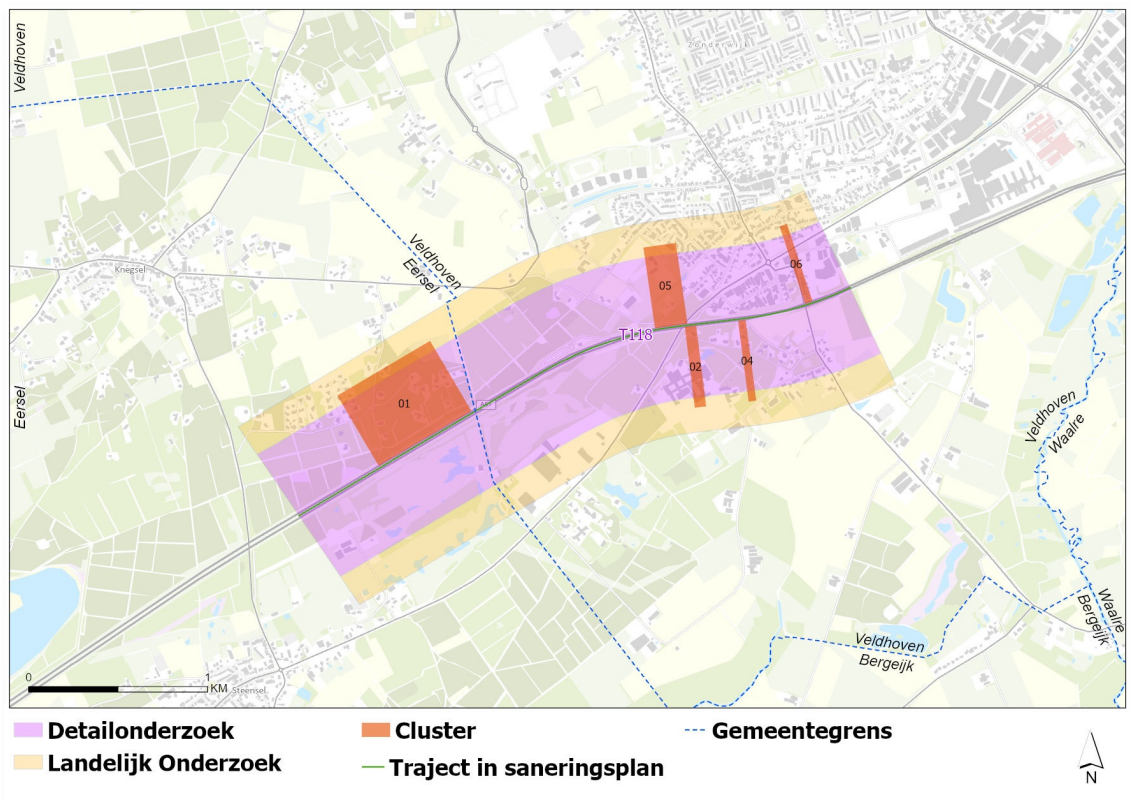 Veldhoven
Zonderwijk
Knegsel
Veldhoven
Eersel
05
06
T118
02
04
01
Eersel
Veldhoven
Waalre
Waalre
Bergeijk
Veldhoven
Bergeijk
0 1
KM
Steensel
Detailonderzoek
Cluster
Gemeentegrens
Landelijk Onderzoek
Traject in saneringsplan
N